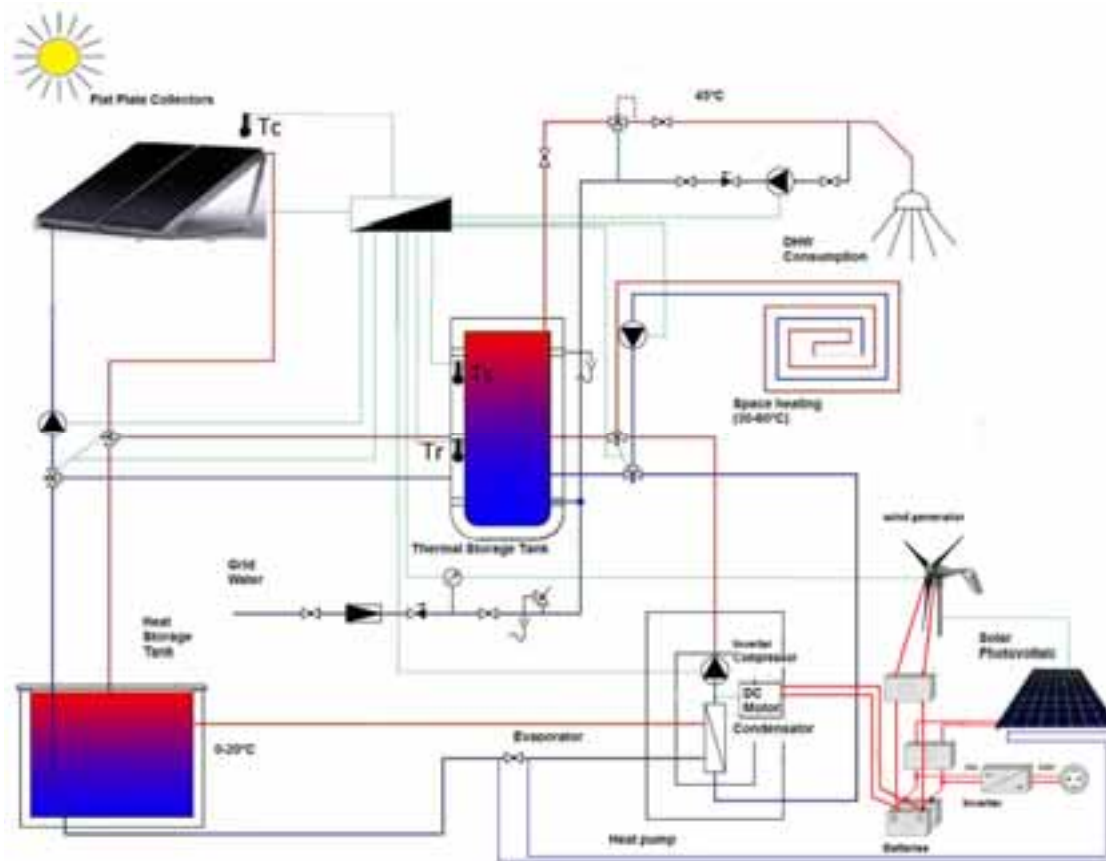 Flat Plate Collectors
Tc
45°C
DHW
Consumption
Ts
Tr
Space heating
(30-60°C)
Thermal Storage Tank
wind generator
Grid
Water
Heat
Storage
Tank
Solar
Photovoltaic
Inverter
Compressor
DC
Motor
Condensator
0-20°C
Evaporator
Inverter
Heat pump
Batteries